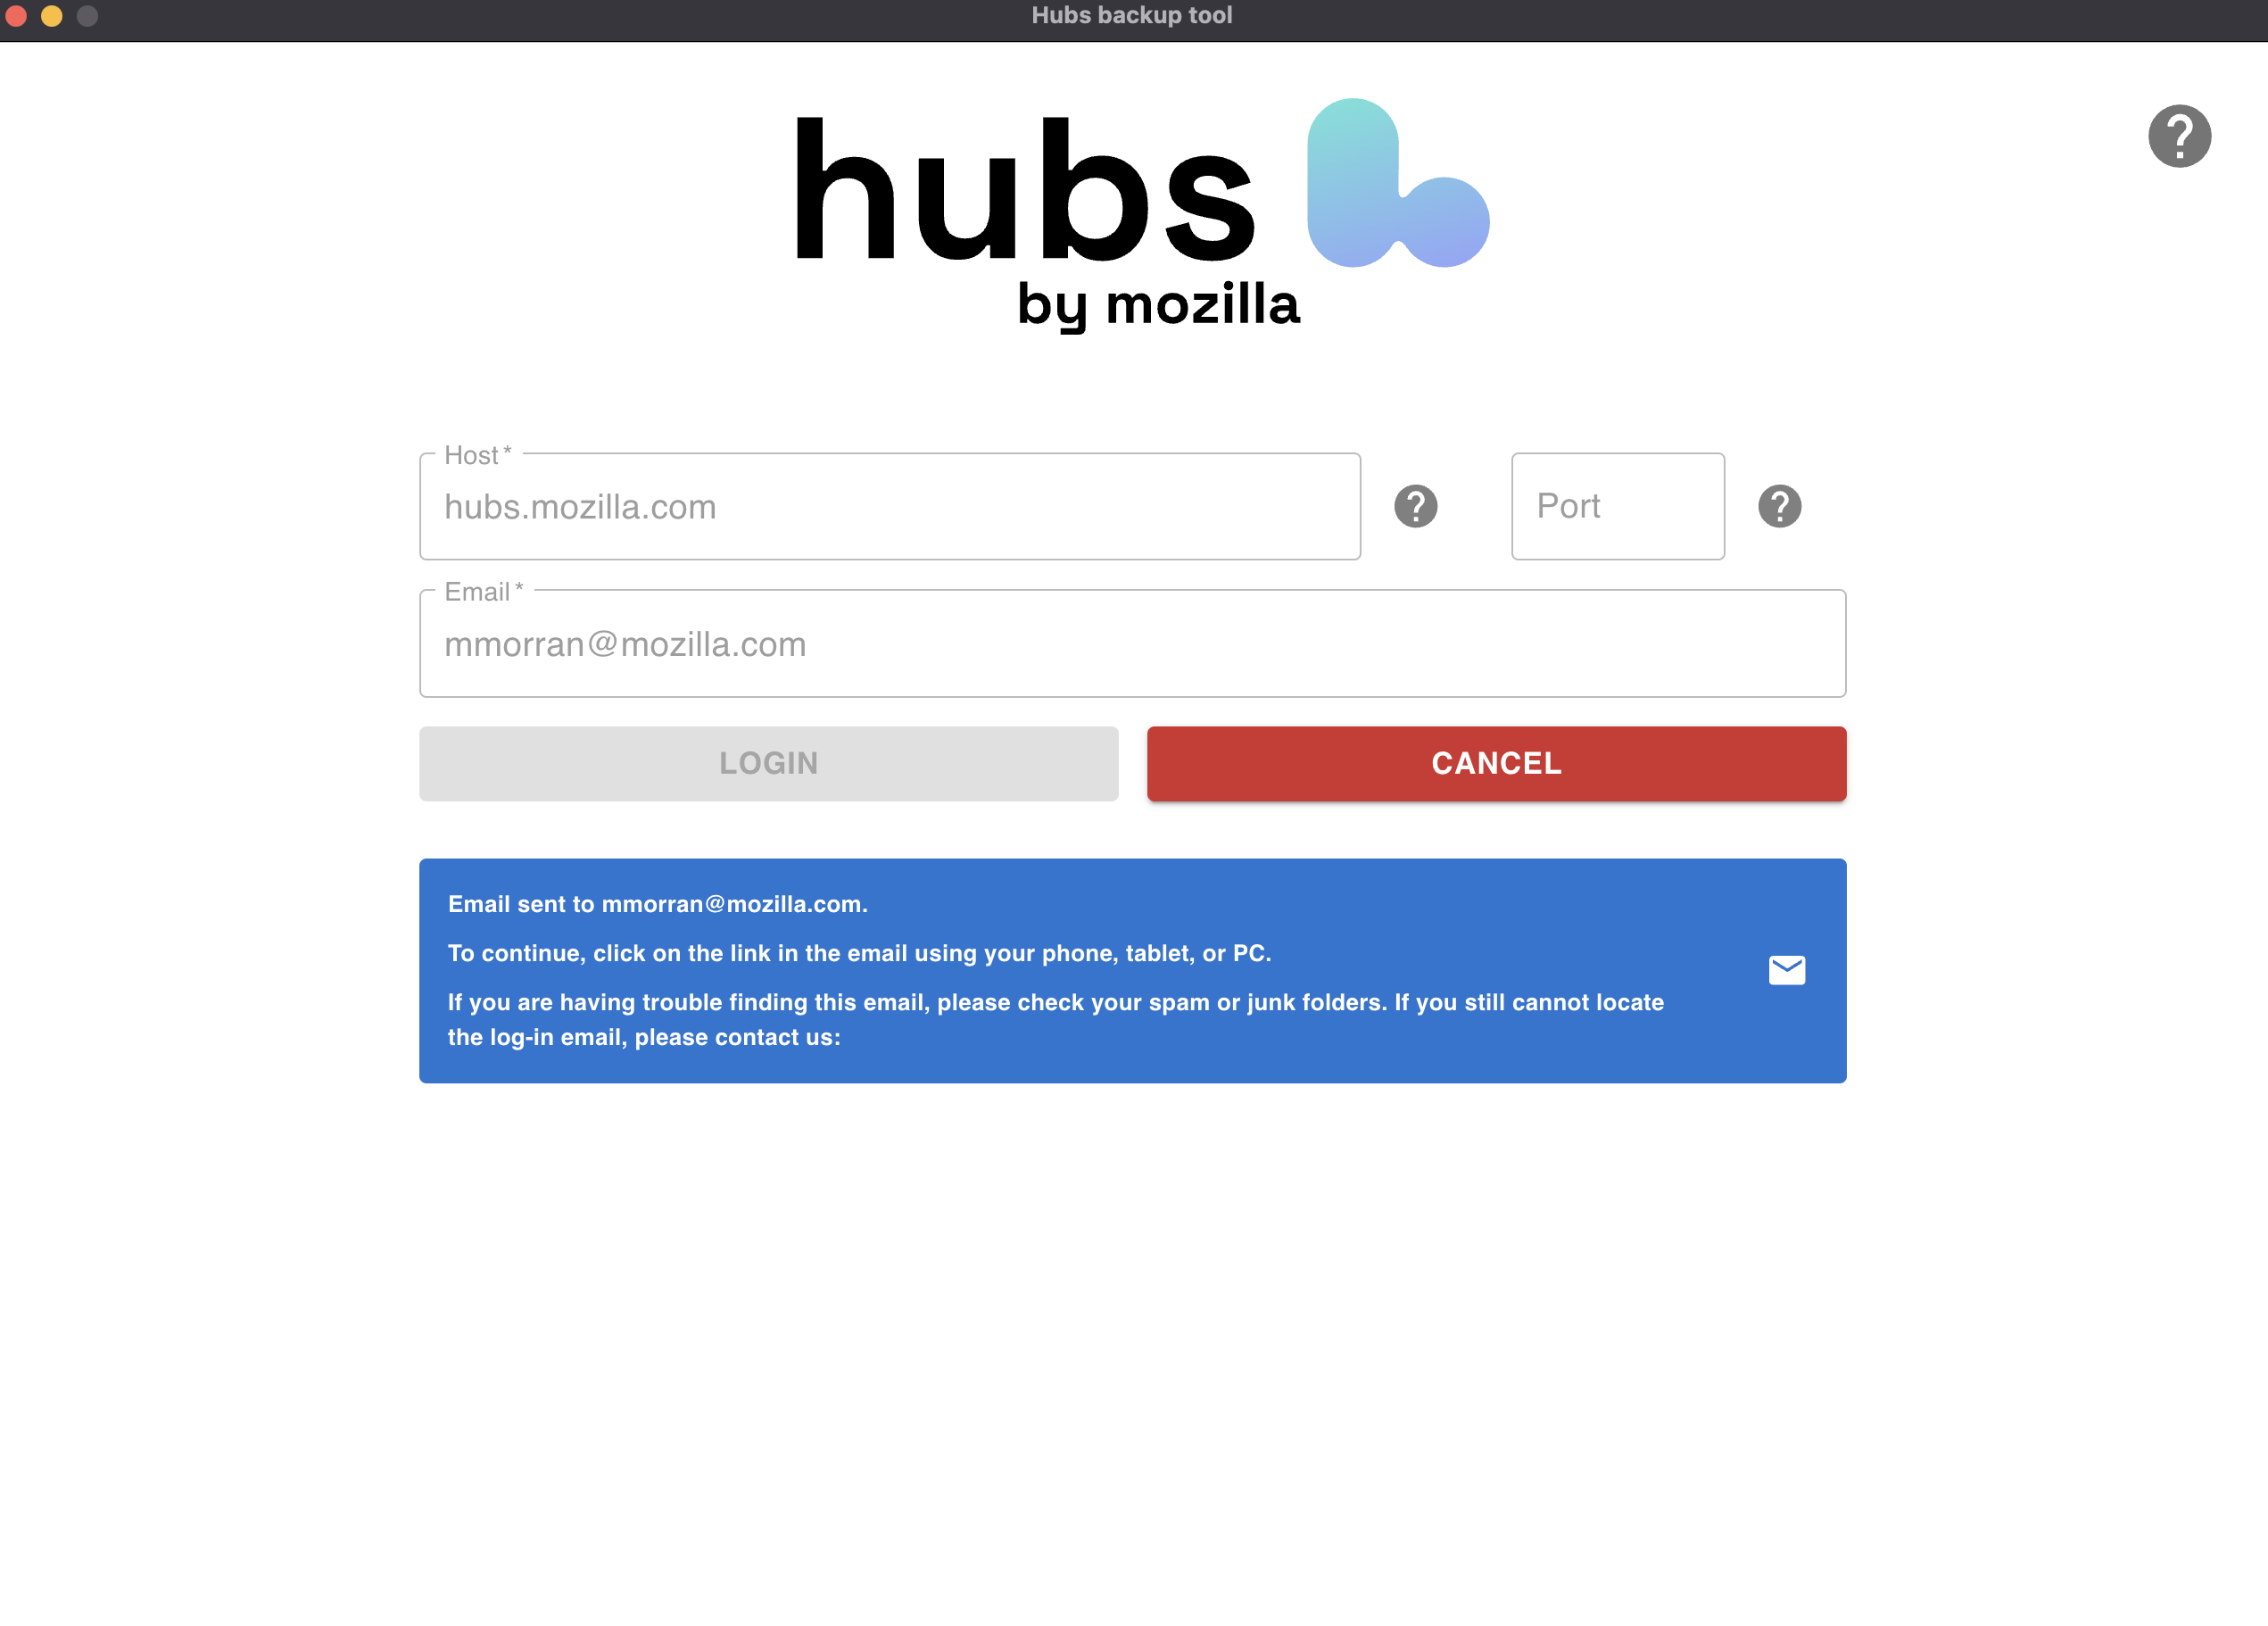 Hubs backup tool
hubs
by mozilla
Host *
hubs.mozilla.com
Port
Email *
mmorran@mozilla.com
LOGIN
CANCEL
Email sent to mmorran@mozilla.com.
To continue, click on the link in the email using your phone, tablet, or PC.
If you are having trouble finding this email, please check your spam or junk folders. If you still cannot locate
the log-in email, please contact us: